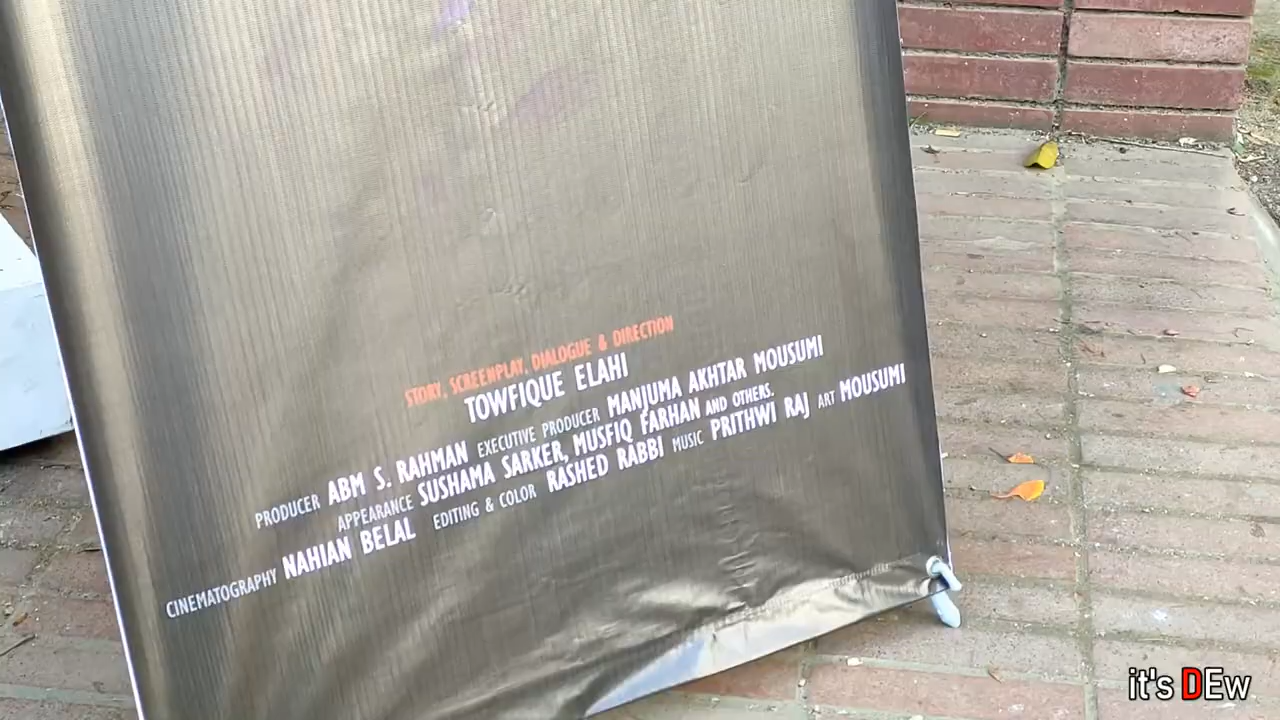 STORY, SCREENPLAY, DIALOGUE & DIRECTION
TOWFIQUE ELAHI
PRODUCER ABM S. RAHMAN EXECUTIVE PRODUCER MANJUMA AKHTAR MOUSUMI
APPEARANCE SUSHAMA SARKER, MUSFIQ FARHAN AND OTHERS.
CINEMATOGRAPHY NAHIAN BELAL EDITING & COLOR RASHED RABBI MUSIC PRITHWI RAJ ART MOUSUMI
it's DEw